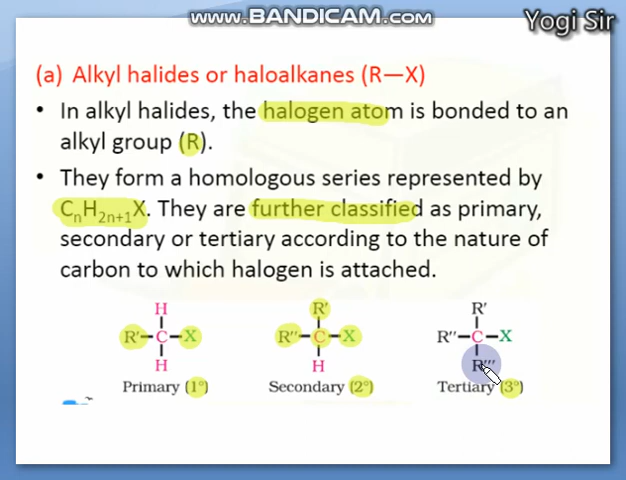 www.BANDICAM.com
Yogi Sir
(a) Alkyl halides or haloalkanes (R—X)
• In alkyl halides, the halogen atom is bonded to an
alkyl group (R).
• They form a homologous series represented by
CₙH₂ₙ₊₁X. They are further classified as primary,
secondary or tertiary according to the nature of
carbon to which halogen is attached.
H
R'—C—X
H
Primary (1°)
R'
R''—C—X
H
Secondary (2°)
R'
R''—C—X
R'''
Tertiary (3°)